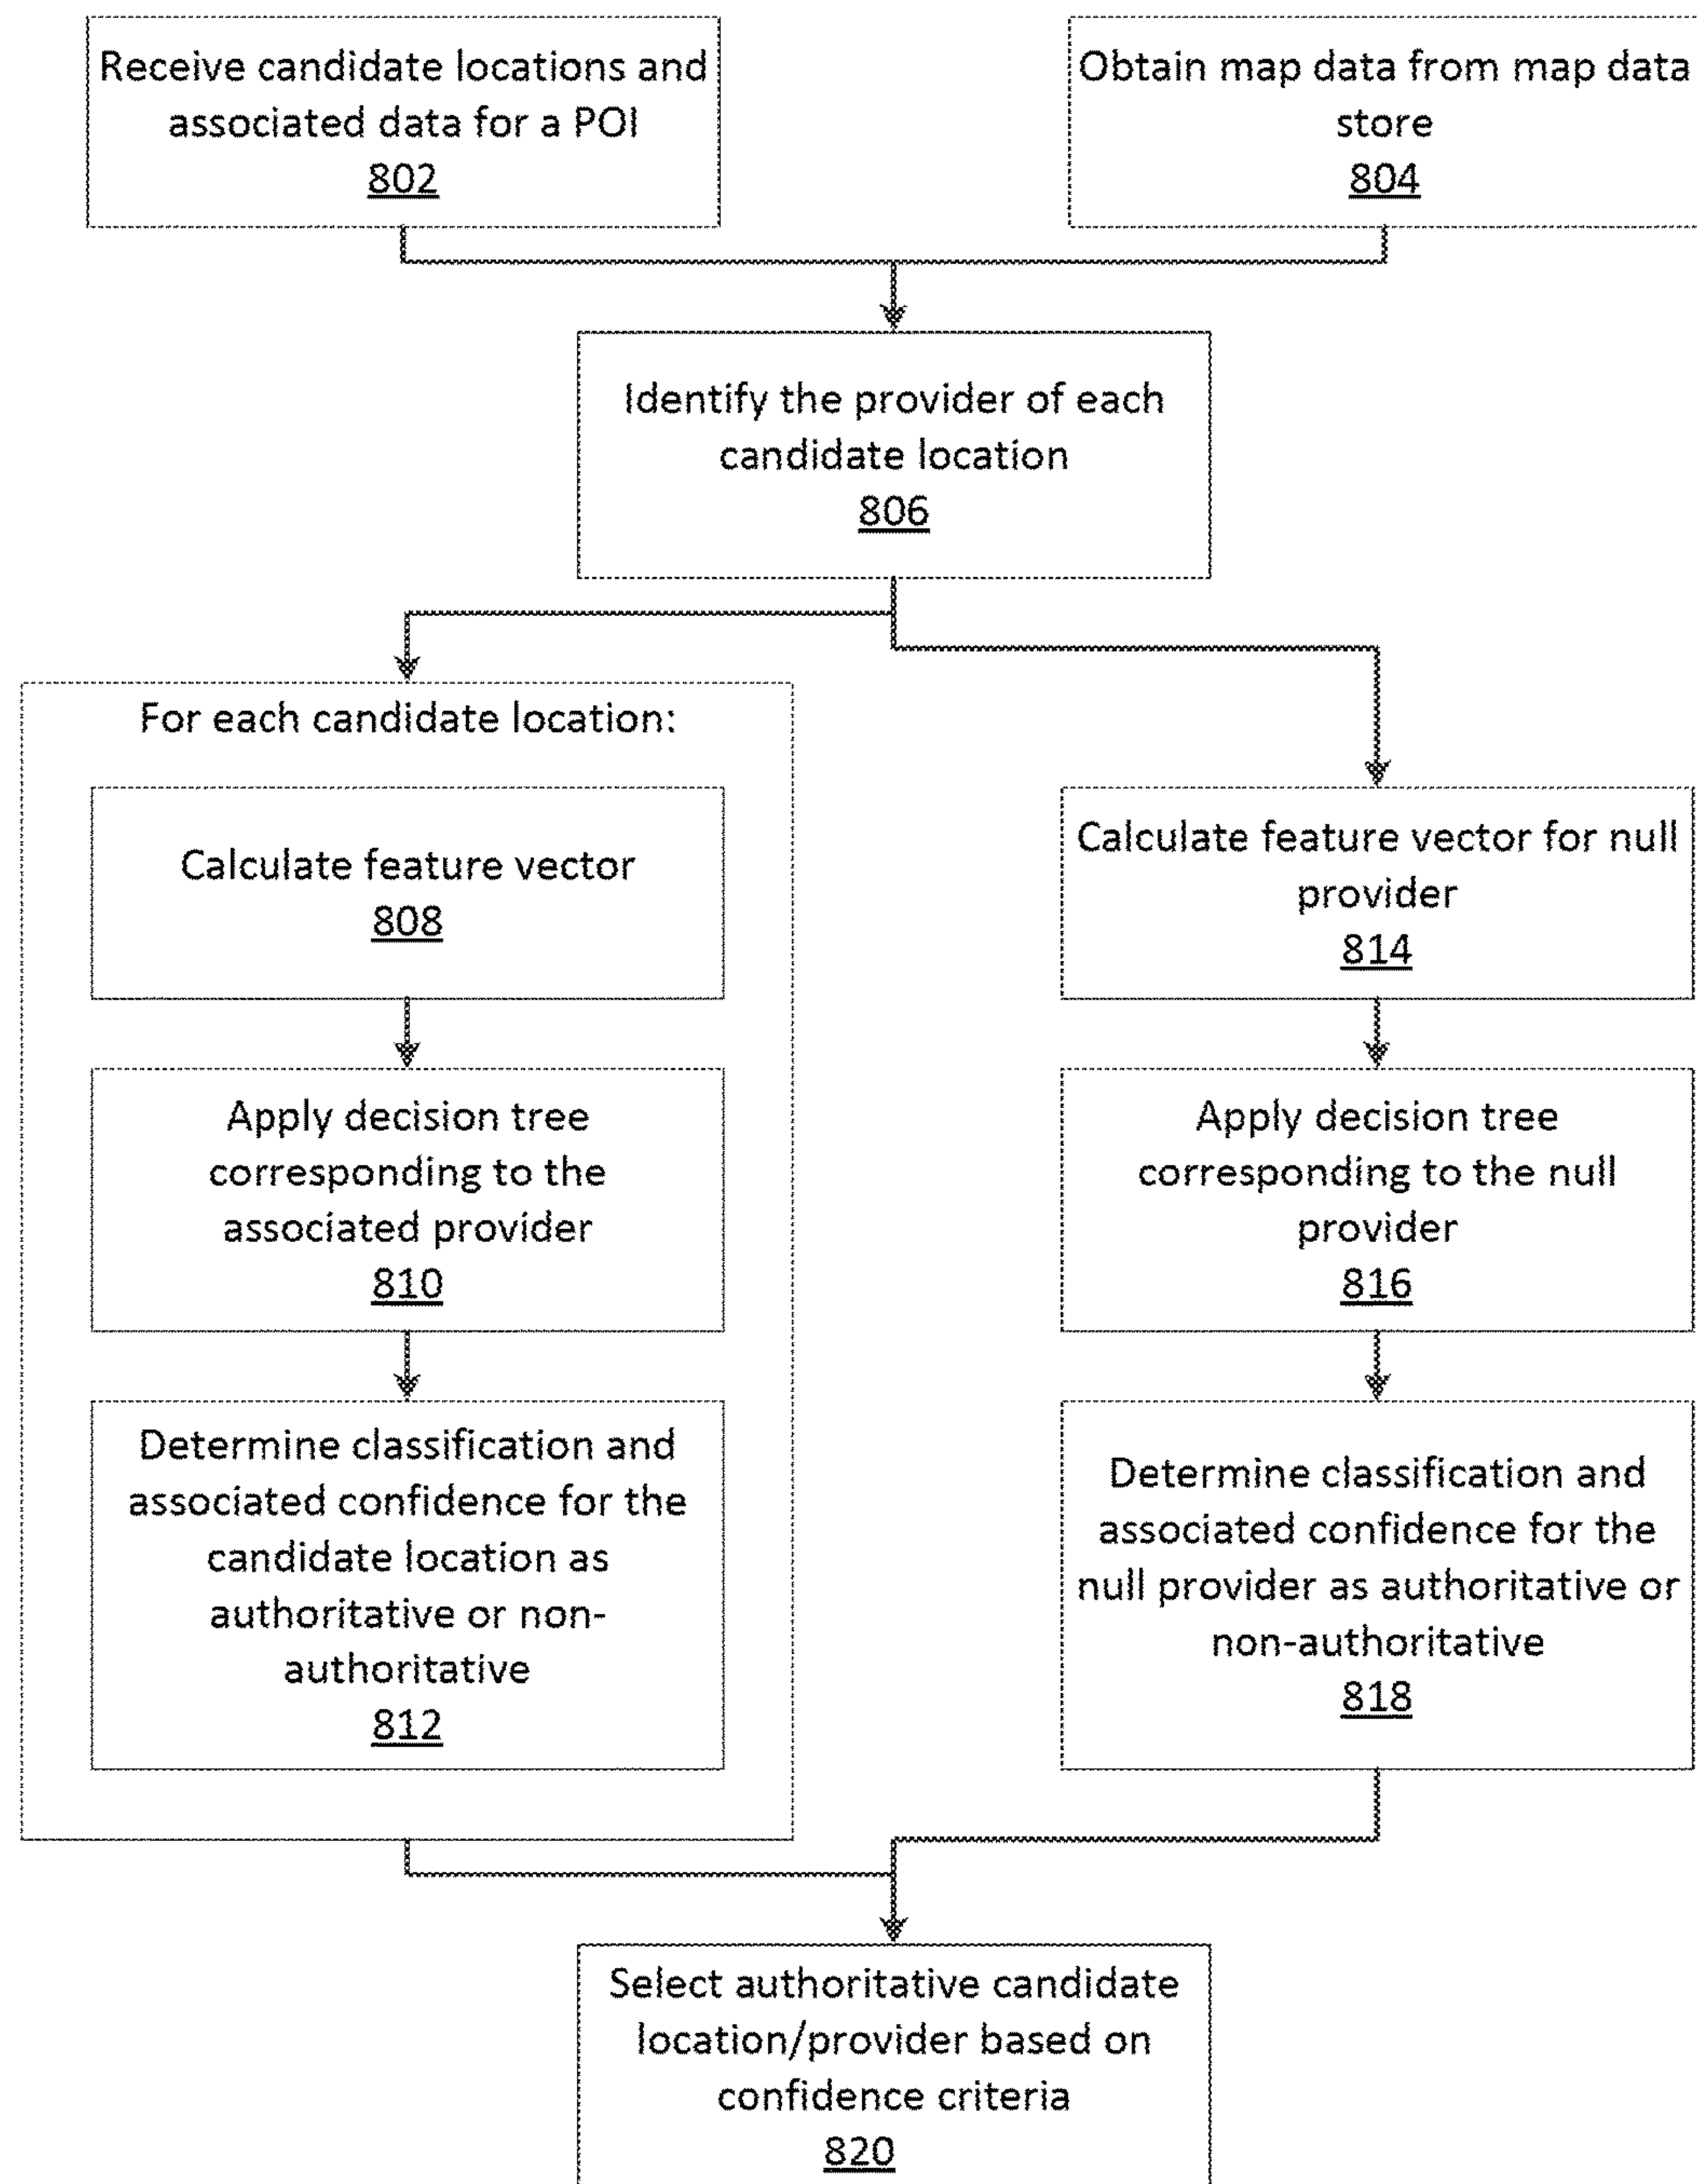 Receive candidate locations and
associated data for a POI
802
Obtain map data from map data
store
804
Identify the provider of each
candidate location
806
For each candidate location:
Calculate feature vector
808
Apply decision tree
corresponding to the
associated provider
810
Determine classification and
associated confidence for the
candidate location as
authoritative or non-
authoritative
812
Calculate feature vector for null
provider
814
Apply decision tree
corresponding to the null
provider
816
Determine classification and
associated confidence for the
null provider as authoritative or
non-authoritative
818
Select authoritative candidate
location/provider based on
confidence criteria
820